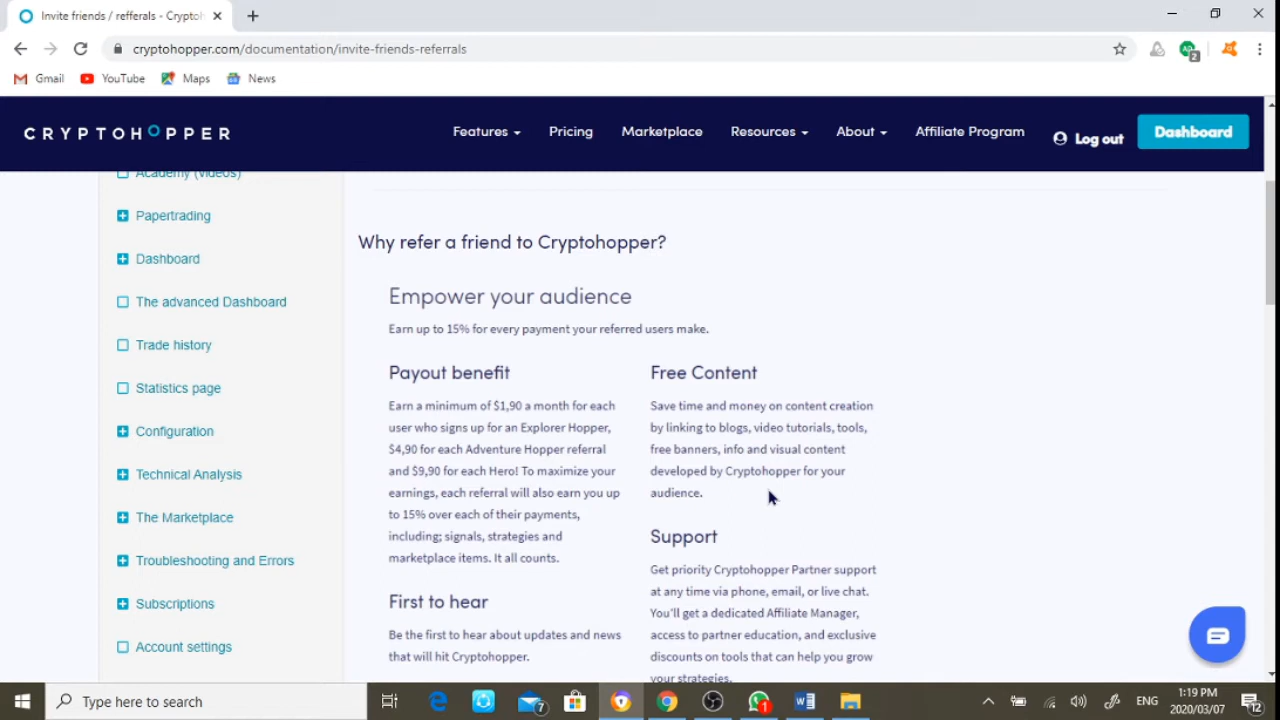 Invite friends / refferals - Cryptoh
cryptohopper.com/documentation/invite-friends-referrals
2
Gmail YouTube Maps News
CRYPTOHOPPER Features Pricing Marketplace Resources About Affiliate Program Log out Dashboard
Academy (videos)
Papertrading
Dashboard
The advanced Dashboard
Trade history
Statistics page
Configuration
Technical Analysis
The Marketplace
Troubleshooting and Errors
Subscriptions
Account settings
Why refer a friend to Cryptohopper?
Empower your audience
Earn up to 15% for every payment your referred users make.
Payout benefit
Earn a minimum of $1,90 a month for each
user who signs up for an Explorer Hopper,
$4,90 for each Adventure Hopper referral
and $9,90 for each Hero! To maximize your
earnings, each referral will also earn you up
to 15% over each of their payments,
including; signals, strategies and
marketplace items. It all counts.
First to hear
Be the first to hear about updates and news
that will hit Cryptohopper.
Free Content
Save time and money on content creation
by linking to blogs, video tutorials, tools,
free banners, info and visual content
developed by Cryptohopper for your
audience.
Support
Get priority Cryptohopper Partner support
at any time via phone, email, or live chat.
You'll get a dedicated Affiliate Manager,
access to partner education, and exclusive
discounts on tools that can help you grow
your strategies.
Type here to search
7
1
ENG
1:19 PM
2020/03/07
12